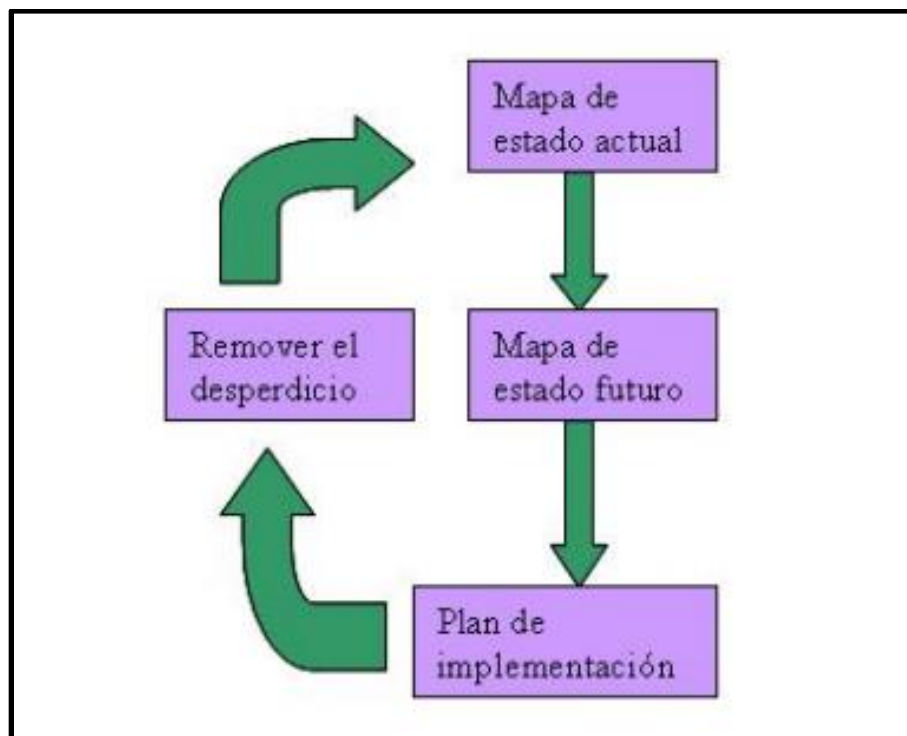 Mapa de
estado actual
Remover el
desperdicio
Mapa de
estado futuro
Plan de
implementación